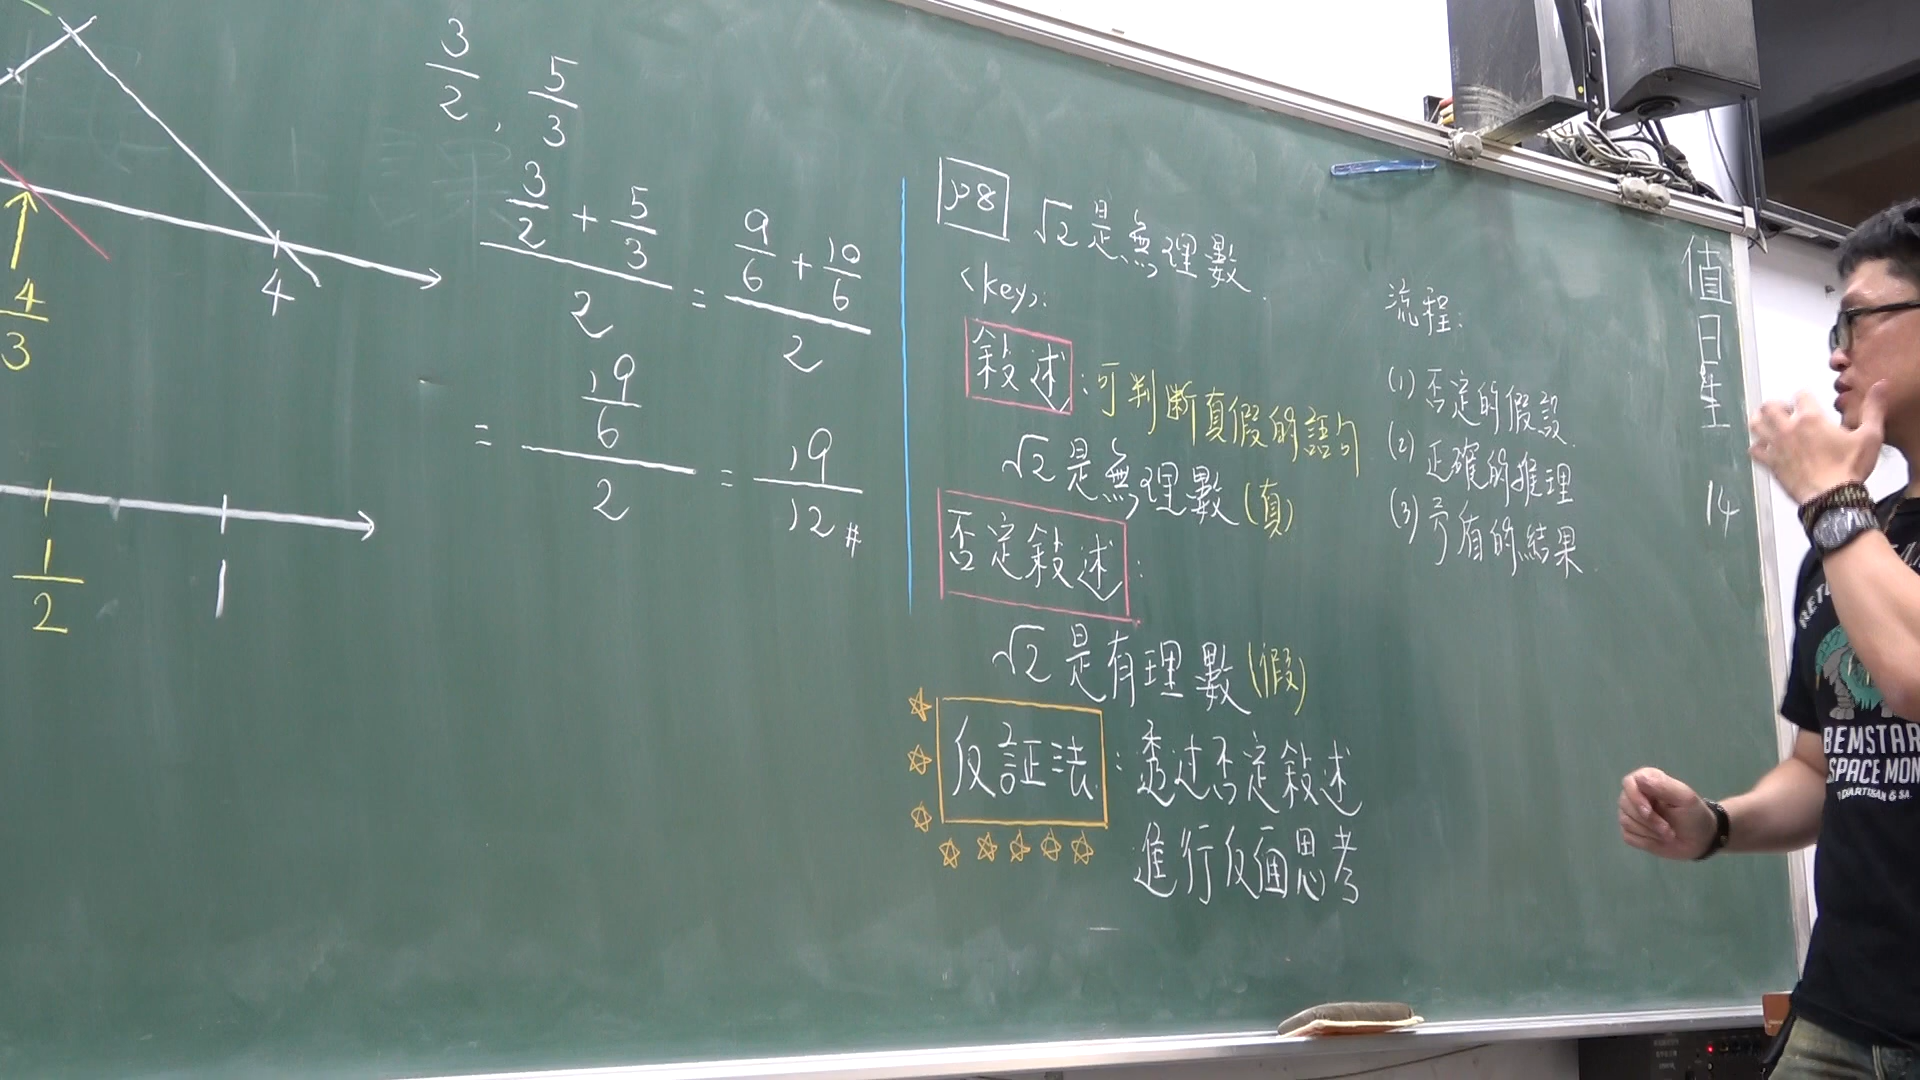 3/2 , 5/3
(3/2 + 5/3)/2 = (9/6 + 10/6)/2
= (19/6)/2 = 19/12 #
4
4/3
1/2
1
P8 √2是無理數.
<key>:
敍述:可判斷真假的語句
√2是無理數(真)
否定敍述:
√2是有理數(假)
反証法:透过否定敍述
進行反面思考
流程:
(1) 否定的假設.
(2) 正確的推理
(3) 矛盾的結果.
值日生
14
BEMSTAR
SPACE MON